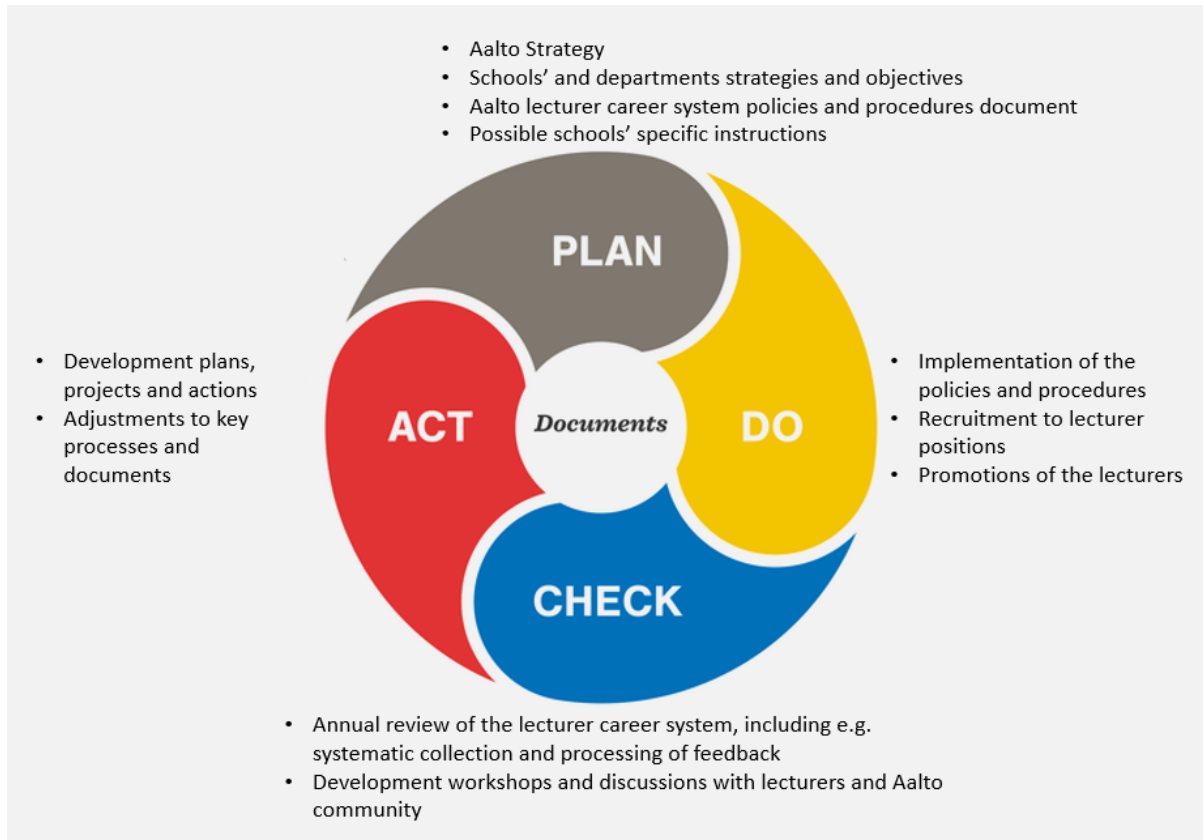 • Aalto Strategy
• Schools’ and departments strategies and objectives
• Aalto lecturer career system policies and procedures document
• Possible schools’ specific instructions
PLAN
• Development plans,
projects and actions
• Adjustments to key
processes and
documents
ACT
Documents
DO
• Implementation of the
policies and procedures
• Recruitment to lecturer
positions
• Promotions of the lecturers
CHECK
• Annual review of the lecturer career system, including e.g.
systematic collection and processing of feedback
• Development workshops and discussions with lecturers and Aalto
community